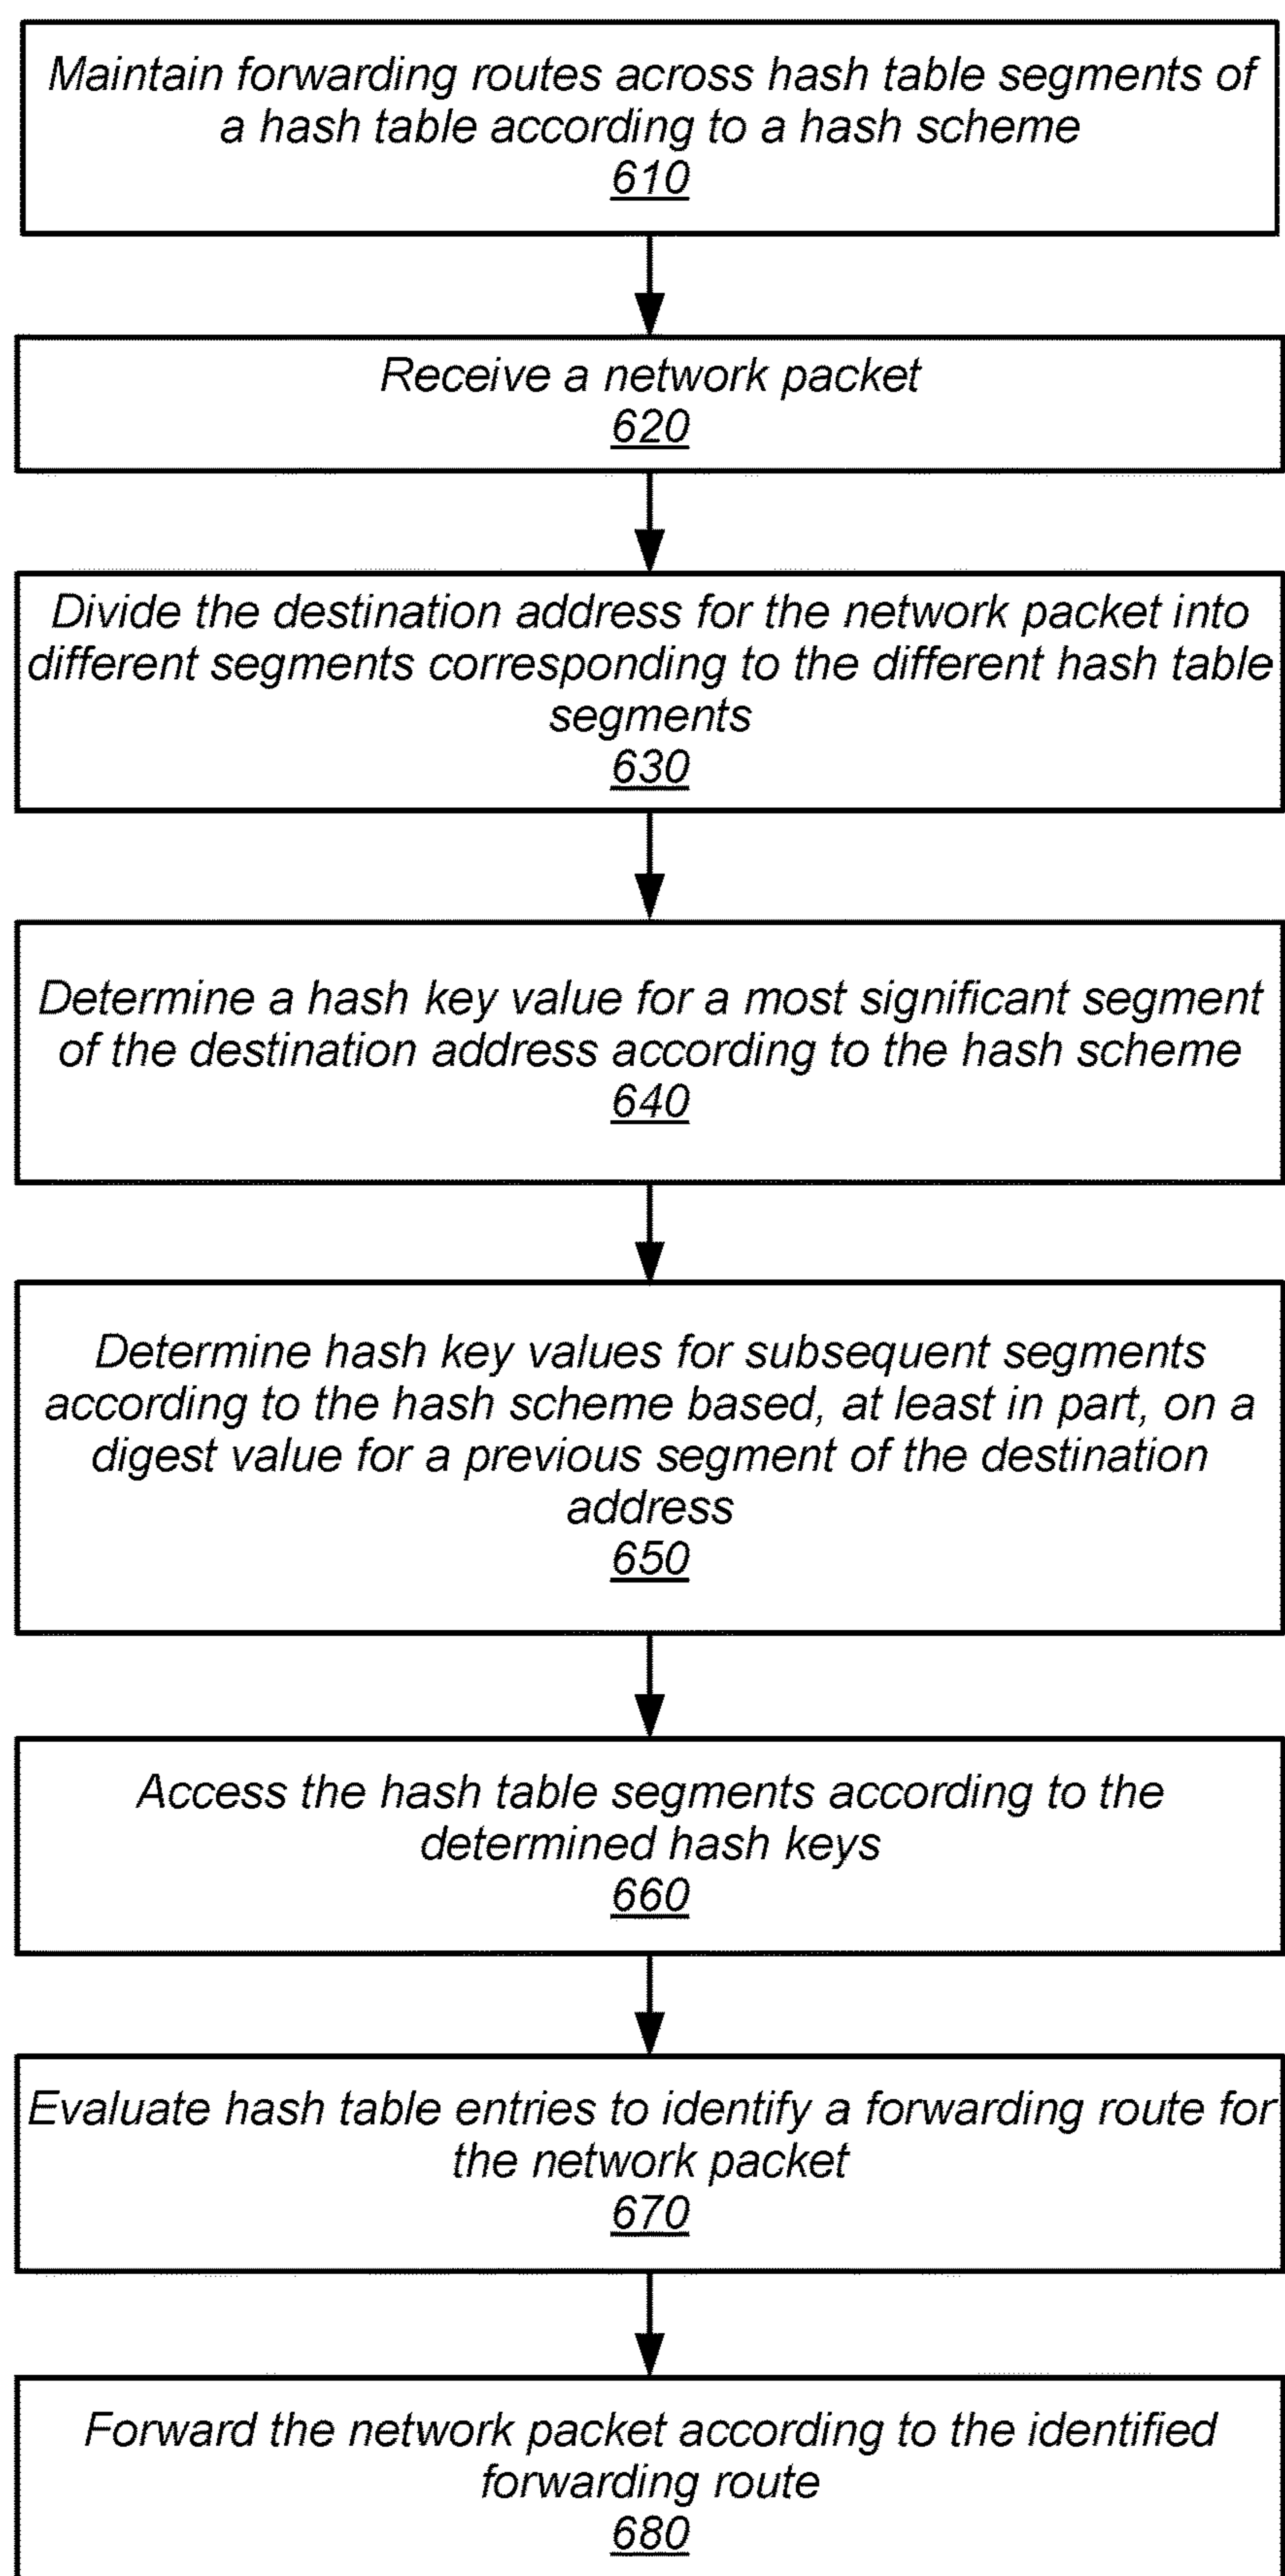 Maintain forwarding routes across hash table segments of
a hash table according to a hash scheme
610
Receive a network packet
620
Divide the destination address for the network packet into
different segments corresponding to the different hash table
segments
630
Determine a hash key value for a most significant segment
of the destination address according to the hash scheme
640
Determine hash key values for subsequent segments
according to the hash scheme based, at least in part, on a
digest value for a previous segment of the destination
address
650
Access the hash table segments according to the
determined hash keys
660
Evaluate hash table entries to identify a forwarding route for
the network packet
670
Forward the network packet according to the identified
forwarding route
680